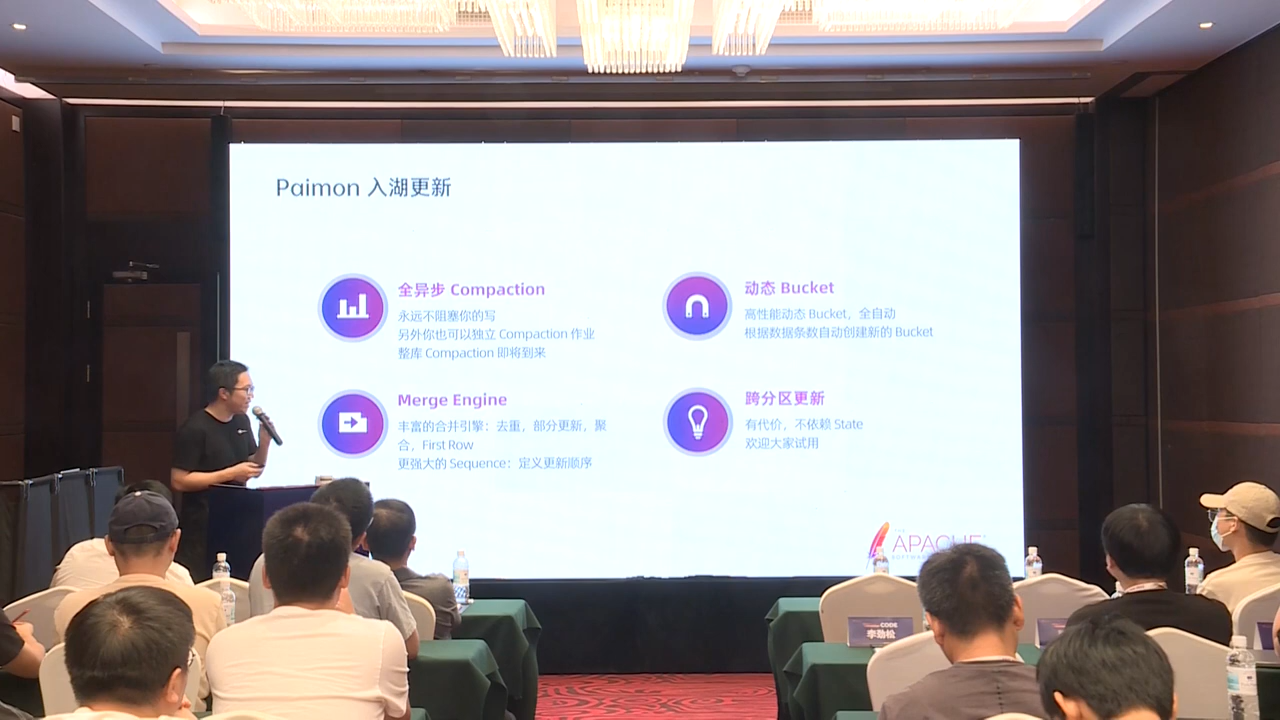 Paimon 入湖更新
全异步 Compaction
永远不阻塞你的写
另外你也可以独立 Compaction 作业
整库 Compaction 即将到来
动态 Bucket
高性能动态 Bucket，全自动
根据数据条数自动创建新的 Bucket
Merge Engine
丰富的合并引擎：去重，部分更新，聚
合，First Row
更强大的 Sequence：定义更新顺序
跨分区更新
有代价，不依赖 State
欢迎大家试用
APACHE
CODE
李劲松